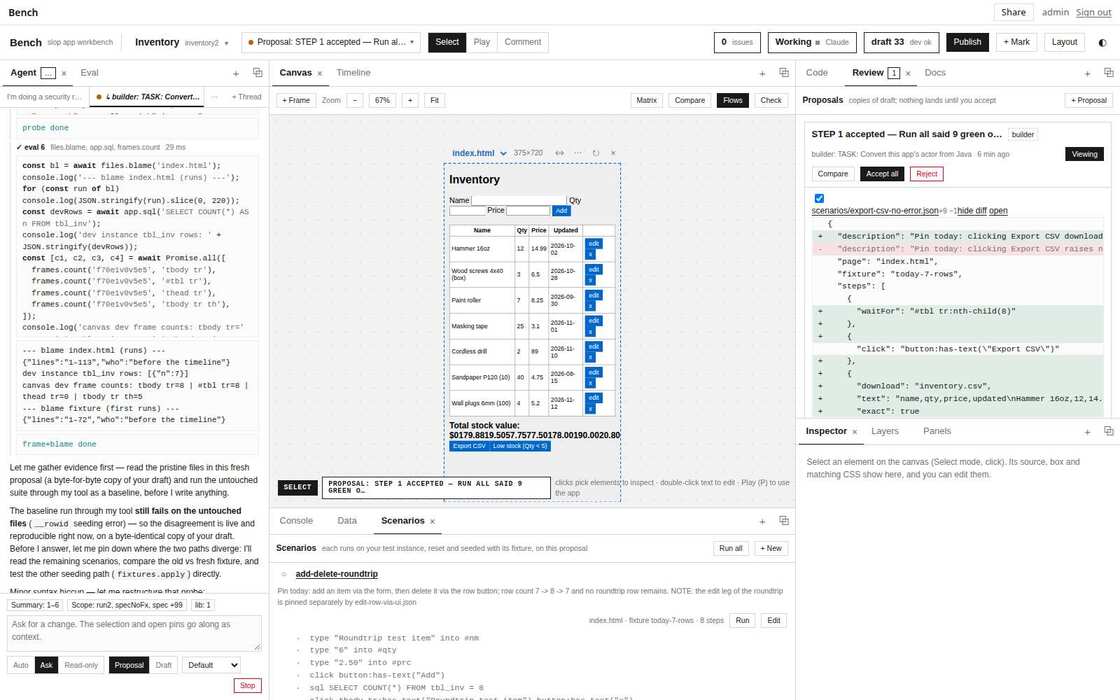 Bench
Share
admin
Sign out
Bench slop app workbench
Inventory inventory2
Proposal: STEP 1 accepted — Run al…
Select
Play
Comment
0 issues
Working Claude
draft 33 dev ok
Publish
+ Mark
Layout
Agent … ×
Eval
I'm doing a security r…
↳ builder: TASK: Convert…
…
+ Thread
probe done
✓ eval 6 files.blame, app.sql, frames.count 29 ms
const bl = await files.blame('index.html');
console.log('--- blame index.html (runs) ---');
for (const run of bl)
console.log(JSON.stringify(run).slice(0, 220));
const devRows = await app.sql('SELECT COUNT(*) AS
n FROM tbl_inv');
console.log('dev instance tbl_inv rows: ' +
JSON.stringify(devRows));
const [c1, c2, c3, c4] = await Promise.all([
frames.count('f70e1v0v5e5', 'tbody tr'),
frames.count('f70e1v0v5e5', '#tbl tr'),
frames.count('f70e1v0v5e5', 'thead tr'),
frames.count('f70e1v0v5e5', 'tbody tr th'),
]);
console.log('canvas dev frame counts: tbody tr='
--- blame index.html (runs) ---
{"lines":"1–113","who":"before the timeline"}
dev instance tbl_inv rows: [{"n":7}]
canvas dev frame counts: tbody tr=8 | #tbl tr=8 |
thead tr=0 | tbody tr th=5
--- blame fixture (first runs) ---
{"lines":"1–72","who":"before the timeline"}
frame+blame done
Let me gather evidence first — read the pristine files in this fresh
proposal (a byte-for-byte copy of your draft) and run the untouched
suite through my tool as a baseline, before I write anything.
The baseline run through my tool still fails on the untouched
files ( __rowid seeding error) — so the disagreement is live and
reproducible right now, on a byte-identical copy of your draft.
Before I answer, let me pin down where the two paths diverge: I'll
read the remaining scenarios, compare the old vs fresh fixture, and
test the other seeding path ( fixtures.apply ) directly.
Minor syntax hiccup — let me restructure that probe:
Summary: 1–6
Scope: run2, specNoFx, spec +99
lib: 1
Ask for a change. The selection and open pins go along as
context.
Auto
Ask
Read-only
Proposal
Draft
Default
Stop
Canvas ×
Timeline
+ Frame
Zoom
−
67%
+
Fit
Matrix
Compare
Flows
Check
index.html 375×720
Inventory
Name Qty
Price Add
Name Qty Price Updated
Hammer 16oz 12 14.99 2026-10-02 edit x
Wood screws 4x40 (box) 3 6.5 2026-10-28 edit x
Paint roller 7 8.25 2026-09-30 edit x
Masking tape 25 3.1 2026-11-01 edit x
Cordless drill 2 89 2026-11-10 edit x
Sandpaper P120 (10) 40 4.75 2026-08-15 edit x
Wall plugs 6mm (100) 4 5.2 2026-11-12 edit x
Total stock value:
$0179.8819.5057.7577.50178.00190.0020.80
Export CSV
Low stock (Qty < 5)
SELECT
PROPOSAL: STEP 1 ACCEPTED — RUN ALL SAID 9
GREEN O…
clicks pick elements to inspect · double-click text to edit · Play (P) to use
the app
Console
Data
Scenarios ×
Scenarios each runs on your test instance, reset and seeded with its fixture, on this proposal
Run all
+ New
add-delete-roundtrip
Pin today: add an item via the form, then delete it via the row button; row count 7 -> 8 -> 7 and no roundtrip row remains. NOTE: the edit leg of the roundtrip
is pinned separately by edit-row-via-ui.json
index.html · fixture today-7-rows · 8 steps
Run
Edit
· type "Roundtrip test item" into #nm
· type "6" into #qty
· type "2.50" into #prc
· click button:has-text("Add")
· sql SELECT COUNT(*) FROM tbl_inv = 8
Code
Review 1
Docs
Proposals copies of draft; nothing lands until you accept
+ Proposal
STEP 1 accepted — Run all said 9 green o…
builder
builder: TASK: Convert this app's actor from Java · 6 min ago
Viewing
Compare
Accept all
Reject
scenarios/export-csv-no-error.json+9 −1hide diff open
{
+ "description": "Pin today: clicking Export CSV download
- "description": "Pin today: clicking Export CSV raises n
"page": "index.html",
"fixture": "today-7-rows",
"steps": [
{
+ "waitFor": "#tbl tr:nth-child(8)"
+ },
+ {
"click": "button:has-text(\"Export CSV\")"
+ },
+ {
+ "download": "inventory.csv",
+ "text": "name,qty,price,updated\nHammer 16oz,12,14.
+ "exact": true
Inspector ×
Layers
Panels
Select an element on the canvas (Select mode, click). Its source, box and
matching CSS show here, and you can edit them.